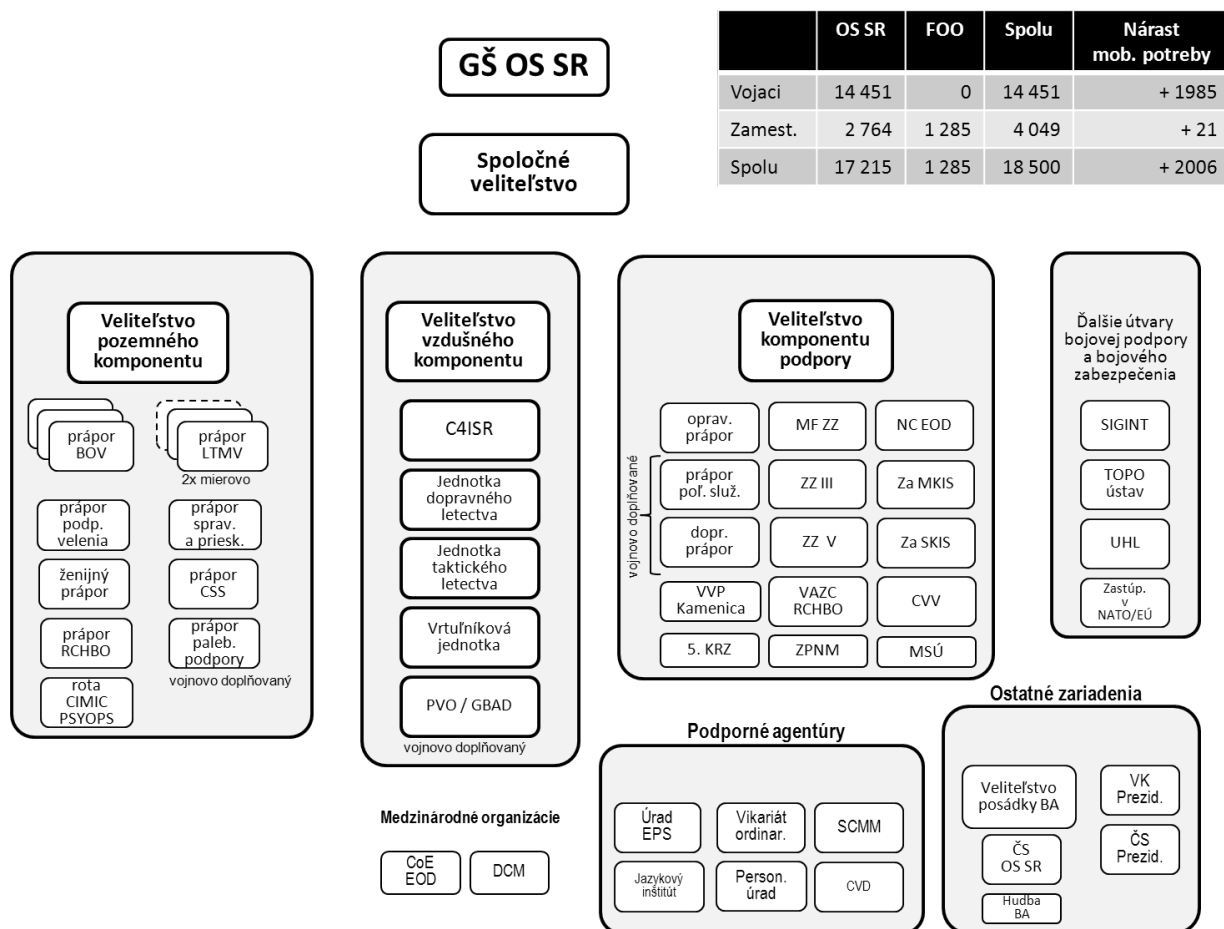 GŠ OS SR
Spoločné
veliteľstvo
OS SR FOO Spolu Nárast
mob. potreby
Vojaci 14 451 0 14 451 + 1985
Zamest. 2 764 1 285 4 049 + 21
Spolu 17 215 1 285 18 500 + 2006
Veliteľstvo
pozemného
komponentu
prápor
BOV
prápor
LTMV
2x mierovo
prápor
podp.
velenia
prápor
sprav.
a priesk.
ženijný
prápor
prápor
CSS
prápor
RCHBO
prápor
paleb.
podpory
vojnovo doplňovaný
rota
CIMIC
PSYOPS
Veliteľstvo
vzdušného
komponentu
C4ISR
Jednotka
dopravného
letectva
Jednotka
taktického
letectva
Vrtuľníková
jednotka
PVO / GBAD
vojnovo doplňovaný
Veliteľstvo
komponentu
podpory
vojnovo doplňované
oprav.
prápor
MF ZZ
NC EOD
prápor
poľ. služ.
ZZ III
Za MKIS
dopr.
prápor
ZZ V
Za SKIS
VVP
Kamenica
VAZC
RCHBO
CVV
5. KRZ
ZPNM
MSÚ
Ďalšie útvary
bojovej podpory
a bojového
zabezpečenia
SIGINT
TOPO
ústav
UHL
Zastúp.
v
NATO/EÚ
Medzinárodné organizácie
CoE
EOD
DCM
Podporné agentúry
Úrad
EPS
Vikariát
ordinar.
SCMM
Jazykový
inštitút
Person.
úrad
CVD
Ostatné zariadenia
Veliteľstvo
posádky BA
VK
Prezid.
ČS
OS SR
ČS
Prezid.
Hudba
BA